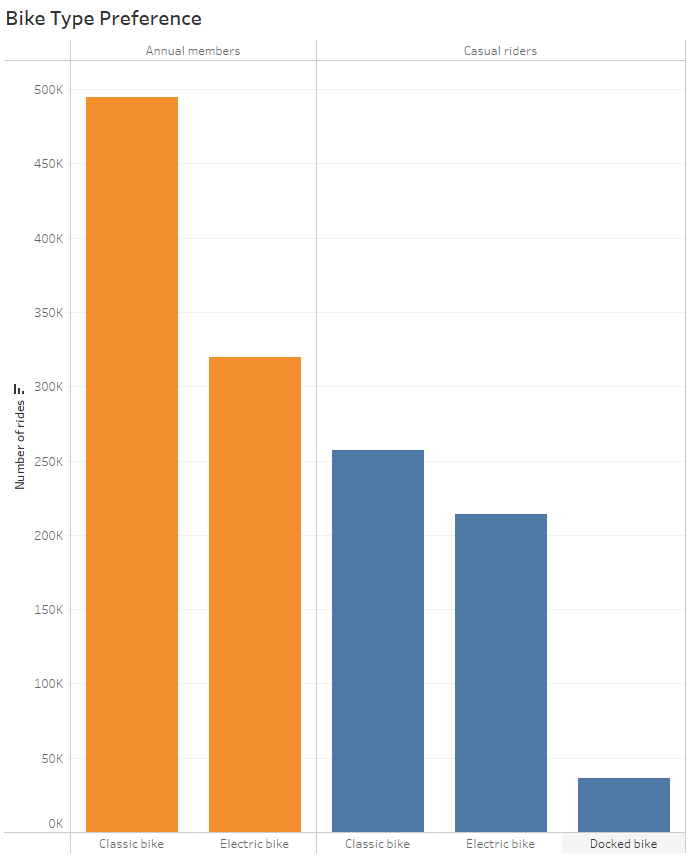 Bike Type Preference
Annual members
Casual riders
500K
450K
400K
350K
300K
250K
200K
150K
100K
50K
0K
Number of rides
Classic bike
Electric bike
Classic bike
Electric bike
Docked bike